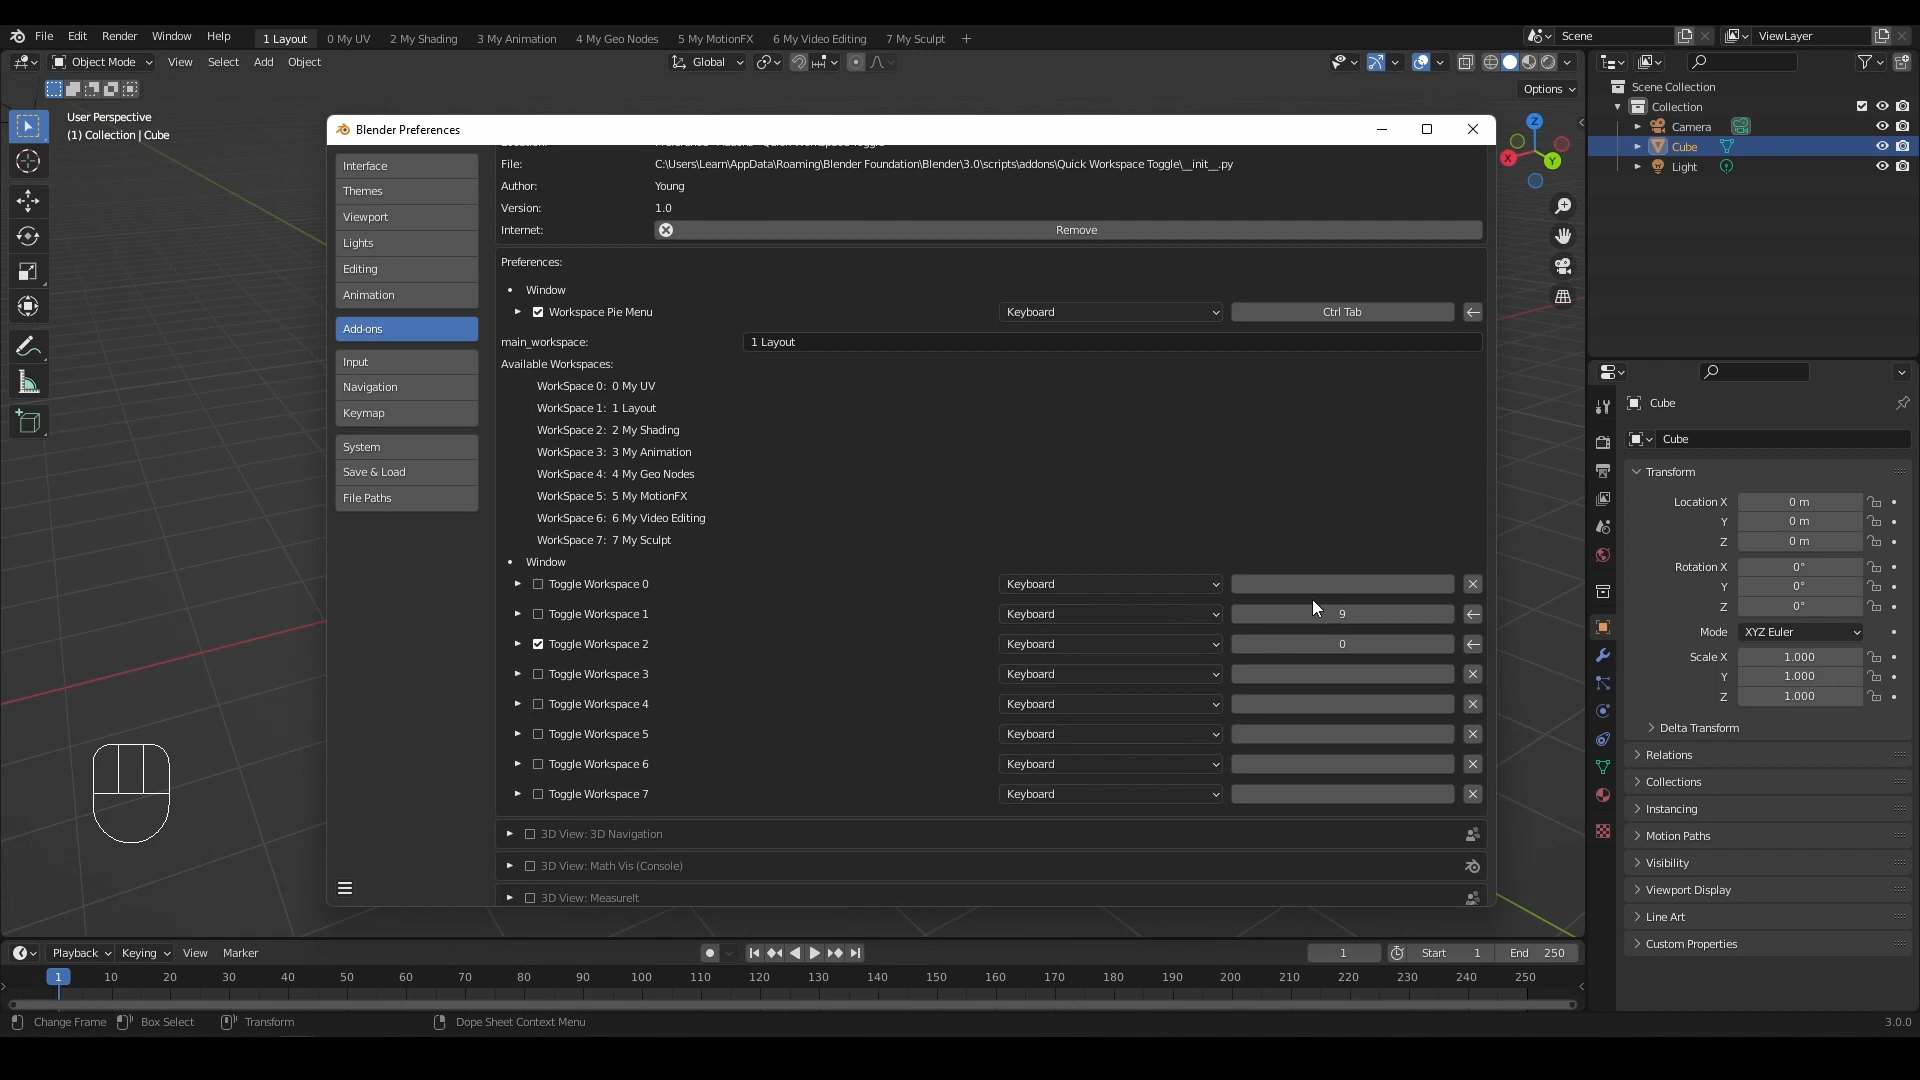 File Edit Render Window Help 1 Layout 0 My UV 2 My Shading 3 My Animation 4 My Geo Nodes 5 My MotionFX 6 My Video Editing 7 My Sculpt + Scene ViewLayer
Object Mode View Select Add Object Global
Options
User Perspective
(1) Collection | Cube
Z
X
Y
Scene Collection
Collection
Camera
Cube
Light
Blender Preferences
Interface
Themes
Viewport
Lights
Editing
Animation
Add-ons
Input
Navigation
Keymap
System
Save & Load
File Paths
File: C:\Users\Learn\AppData\Roaming\Blender Foundation\Blender\3.0\scripts\addons\Quick Workspace Toggle\__init__.py
Author: Young
Version: 1.0
Internet: Remove
Preferences:
Window
Workspace Pie Menu Keyboard Ctrl Tab
main_workspace: 1 Layout
Available Workspaces:
WorkSpace 0: 0 My UV
WorkSpace 1: 1 Layout
WorkSpace 2: 2 My Shading
WorkSpace 3: 3 My Animation
WorkSpace 4: 4 My Geo Nodes
WorkSpace 5: 5 My MotionFX
WorkSpace 6: 6 My Video Editing
WorkSpace 7: 7 My Sculpt
Window
Toggle Workspace 0 Keyboard
Toggle Workspace 1 Keyboard 9
Toggle Workspace 2 Keyboard 0
Toggle Workspace 3 Keyboard
Toggle Workspace 4 Keyboard
Toggle Workspace 5 Keyboard
Toggle Workspace 6 Keyboard
Toggle Workspace 7 Keyboard
3D View: 3D Navigation
3D View: Math Vis (Console)
3D View: MeasureIt
Cube
Cube
Transform
Location X 0 m
Y 0 m
Z 0 m
Rotation X 0°
Y 0°
Z 0°
Mode XYZ Euler
Scale X 1.000
Y 1.000
Z 1.000
Delta Transform
Relations
Collections
Instancing
Motion Paths
Visibility
Viewport Display
Line Art
Custom Properties
Playback Keying View Marker 1 Start 1 End 250
1 10 20 30 40 50 60 70 80 90 100 110 120 130 140 150 160 170 180 190 200 210 220 230 240 250
Change Frame Box Select Transform Dope Sheet Context Menu 3.0.0